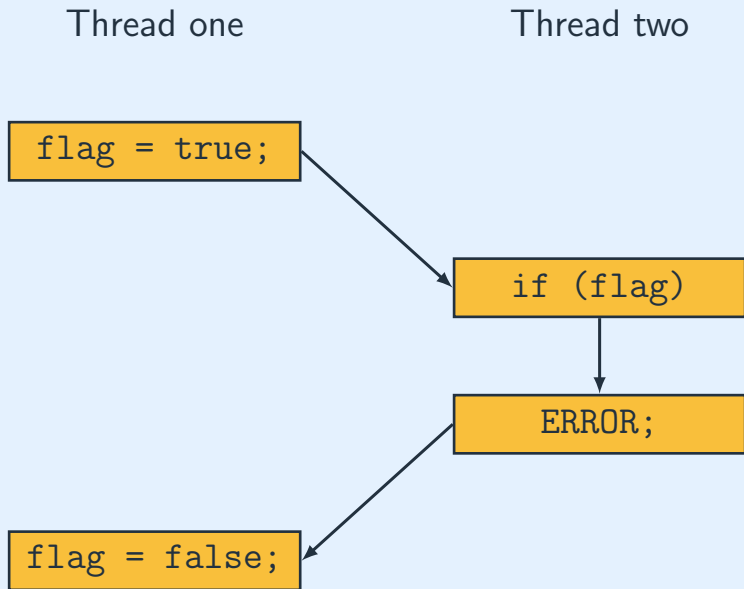 Thread one
Thread two
flag = true;
if (flag)
ERROR;
flag = false;